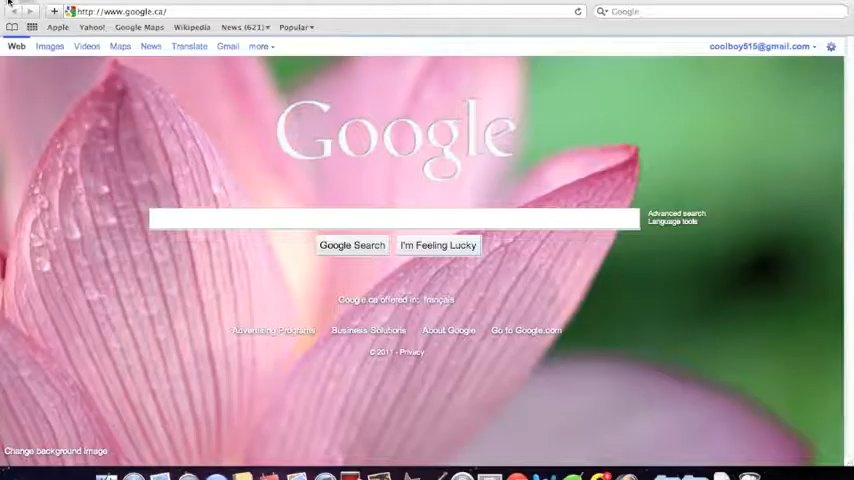 http://www.google.ca/
Google
Apple Yahoo! Google Maps Wikipedia News (621) Popular
Web Images Videos Maps News Translate Gmail more
coolboy515@gmail.com
Google
Advanced search
Language tools
Google Search I'm Feeling Lucky
Google.ca offered in: français
Advertising Programs Business Solutions About Google Go to Google.com
© 2011 - Privacy
Change background image